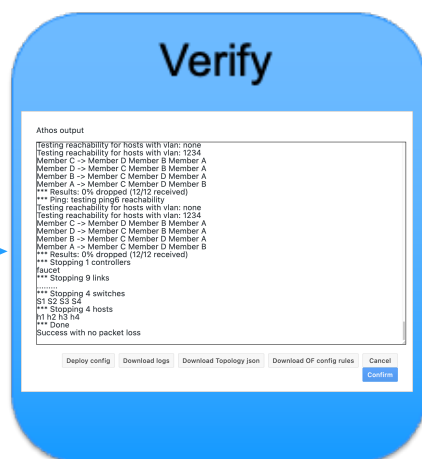 Verify
Athos output
Testing reachability for hosts with vlan: none
Testing reachability for hosts with vlan: 1234
Member C -> Member D Member B Member A
Member D -> Member C Member B Member A
Member B -> Member C Member D Member A
Member A -> Member C Member D Member B
*** Results: 0% dropped (12/12 received)
*** Ping: testing ping6 reachability
Testing reachability for hosts with vlan: none
Testing reachability for hosts with vlan: 1234
Member C -> Member D Member B Member A
Member D -> Member C Member B Member A
Member B -> Member C Member D Member A
Member A -> Member C Member D Member B
*** Results: 0% dropped (12/12 received)
*** Stopping 1 controllers
faucet
*** Stopping 9 links
.........
*** Stopping 4 switches
S1 S2 S3 S4
*** Stopping 4 hosts
h1 h2 h3 h4
*** Done
Success with no packet loss
Deploy config Download logs Download Topology json Download OF config rules Cancel
Confirm